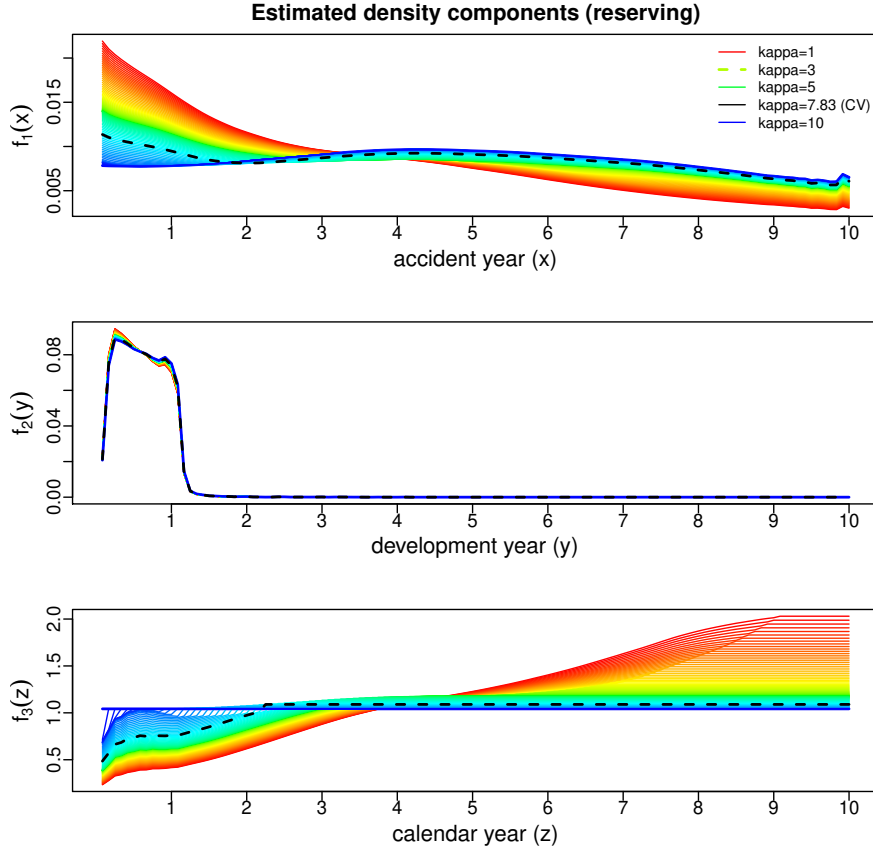 Estimated density components (reserving)
f1(x)
0.005
0.015
kappa=1
kappa=3
kappa=5
kappa=7.83 (CV)
kappa=10
1 2 3 4 5 6 7 8 9 10
accident year (x)
f2(y)
0.00
0.04
0.08
1 2 3 4 5 6 7 8 9 10
development year (y)
f3(z)
0.5
1.0
1.5
2.0
1 2 3 4 5 6 7 8 9 10
calendar year (z)